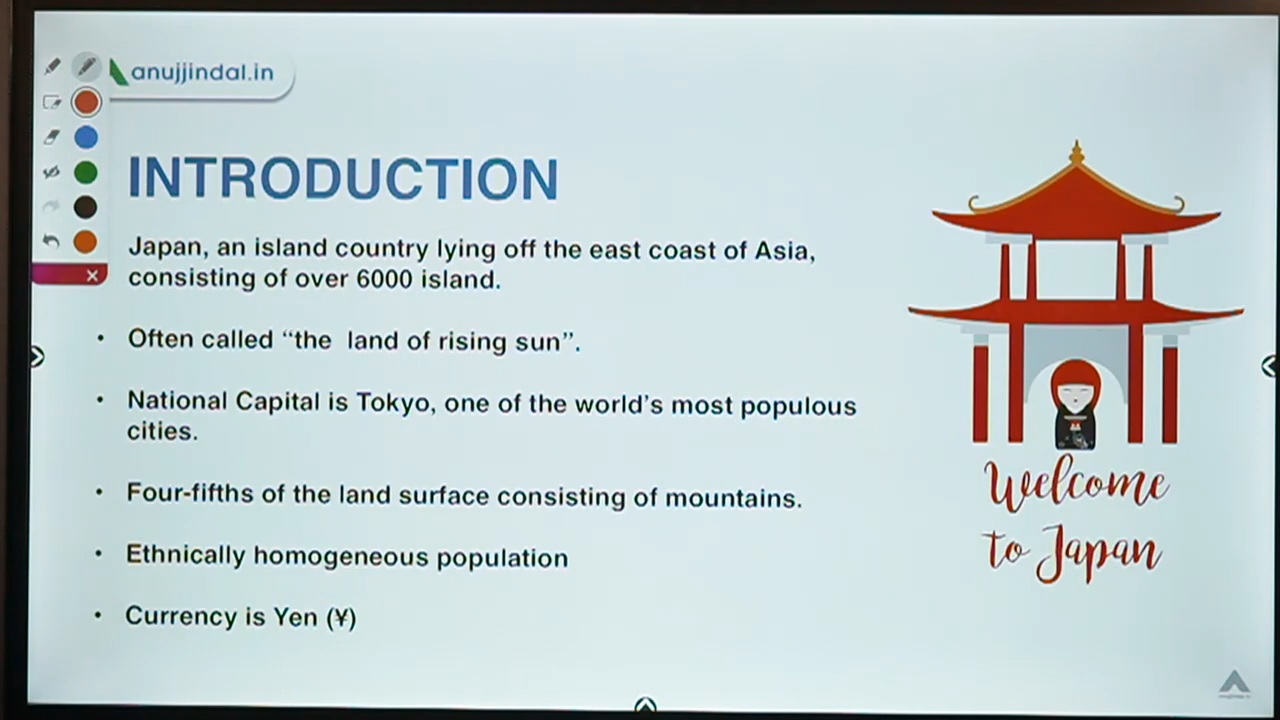 anujjindal.in
INTRODUCTION
Japan, an island country lying off the east coast of Asia,
consisting of over 6000 island.
• Often called “the land of rising sun”.
• National Capital is Tokyo, one of the world’s most populous
cities.
• Four-fifths of the land surface consisting of mountains.
• Ethnically homogeneous population
• Currency is Yen (¥)
Welcome
to Japan